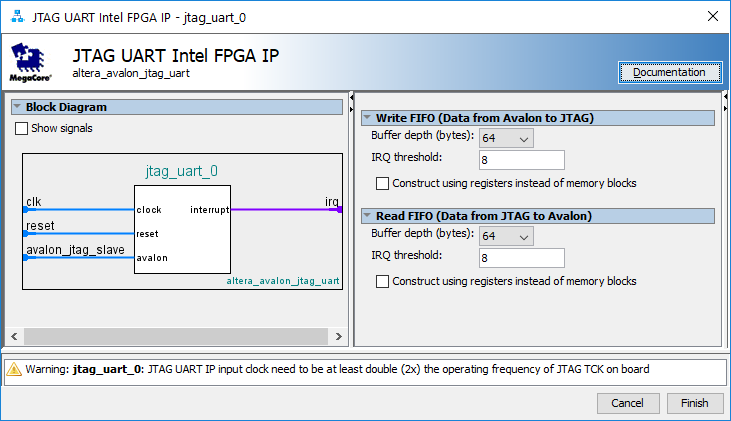 JTAG UART Intel FPGA IP - jtag_uart_0
MegaCore®
JTAG UART Intel FPGA IP
altera_avalon_jtag_uart
Documentation
Block Diagram
Show signals
jtag_uart_0
clk
clock
interrupt
irq
reset
reset
avalon_jtag_slave
avalon
altera_avalon_jtag_uart
Write FIFO (Data from Avalon to JTAG)
Buffer depth (bytes): 64
IRQ threshold: 8
Construct using registers instead of memory blocks
Read FIFO (Data from JTAG to Avalon)
Buffer depth (bytes): 64
IRQ threshold: 8
Construct using registers instead of memory blocks
Warning: jtag_uart_0: JTAG UART IP input clock need to be at least double (2x) the operating frequency of JTAG TCK on board
Cancel
Finish